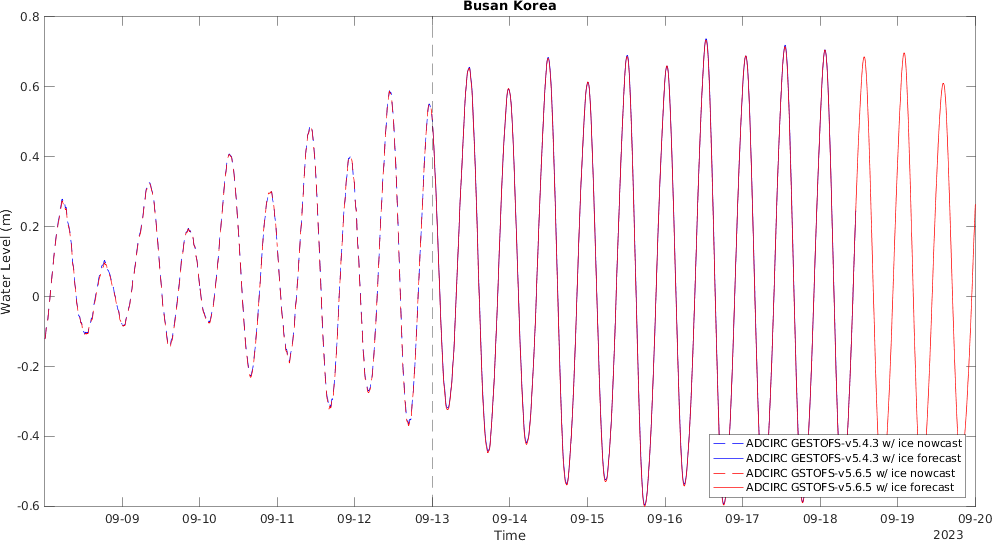 Busan Korea
0.8
0.6
0.4
0.2
0
-0.2
-0.4
-0.6
Water Level (m)
ADCIRC GESTOFS-v5.4.3 w/ ice nowcast
ADCIRC GESTOFS-v5.4.3 w/ ice forecast
ADCIRC GSTOFS-v5.6.5 w/ ice nowcast
ADCIRC GSTOFS-v5.6.5 w/ ice forecast
09-09 09-10 09-11 09-12 09-13 09-14 09-15 09-16 09-17 09-18 09-19 09-20
Time
2023